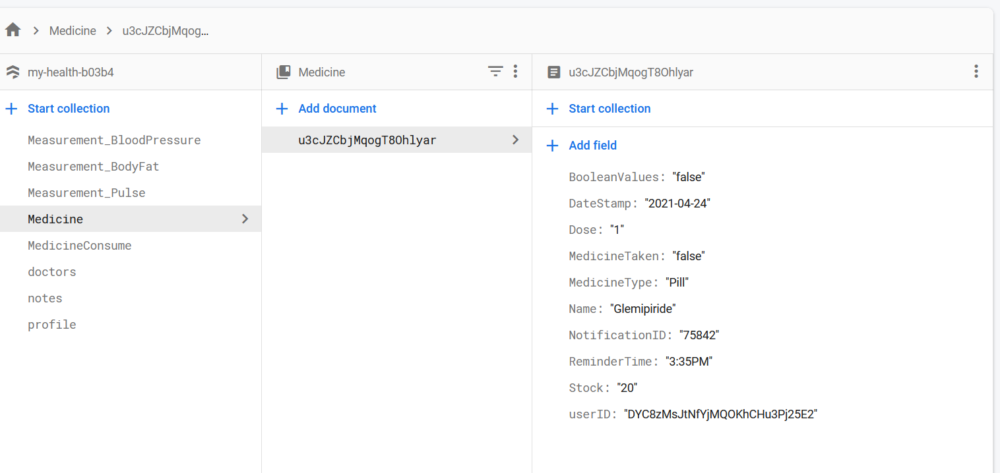 Medicine
u3cJZCbjMqog…
my-health-b03b4
Start collection
Measurement_BloodPressure
Measurement_BodyFat
Measurement_Pulse
Medicine
MedicineConsume
doctors
notes
profile
Medicine
Add document
u3cJZCbjMqogT8Ohlyar
u3cJZCbjMqogT8Ohlyar
Start collection
Add field
BooleanValues: "false"
DateStamp: "2021-04-24"
Dose: "1"
MedicineTaken: "false"
MedicineType: "Pill"
Name: "Glemipiride"
NotificationID: "75842"
ReminderTime: "3:35PM"
Stock: "20"
userID: "DYC8zMsJtNfYjMQOKhCHu3Pj25E2"